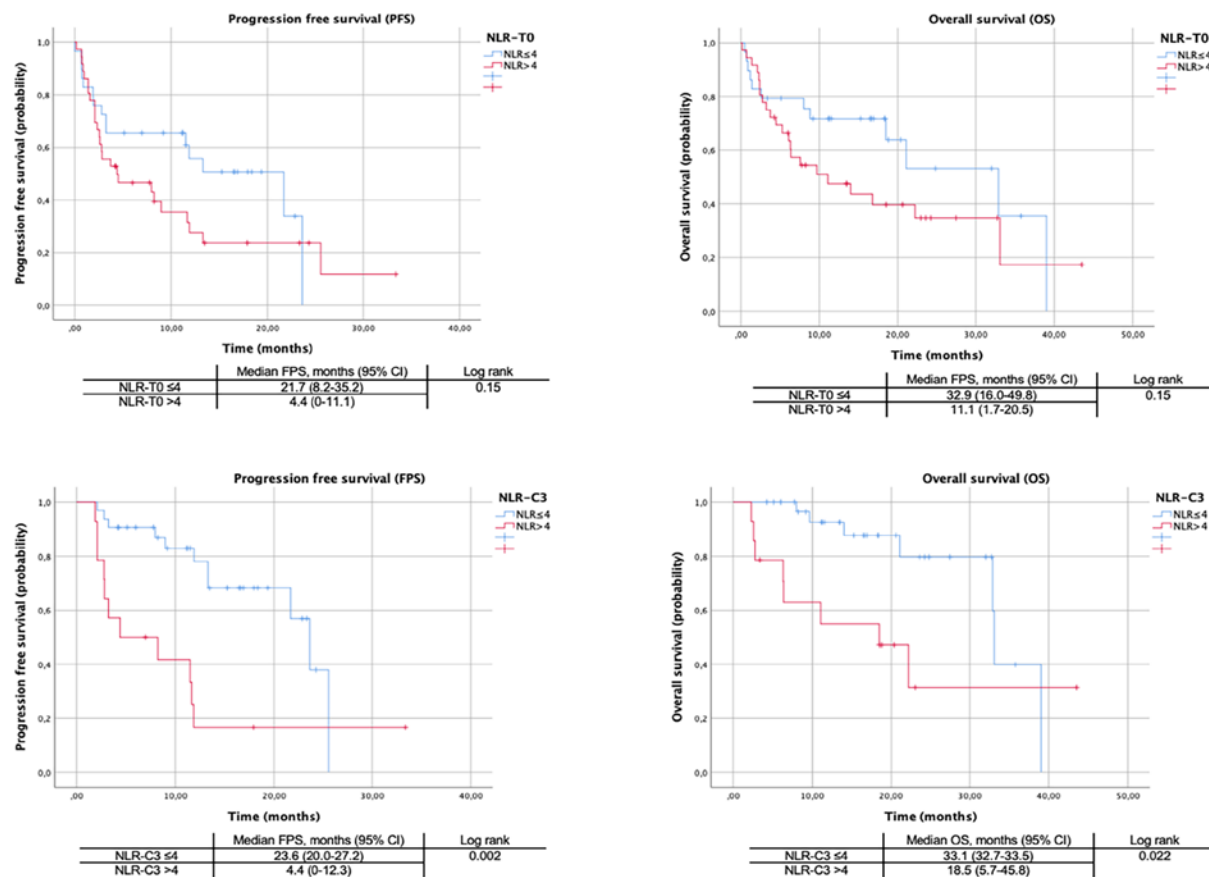 Progression free survival (PFS)
NLR-T0
NLR≤4
NLR>4
Progression free survival (probability)
1,0
0,8
0,6
0,4
0,2
0,0
,00 10,00 20,00 30,00 40,00
Time (months)
Median FPS, months (95% CI) Log rank
NLR-T0 ≤4 21.7 (8.2-35.2) 0.15
NLR-T0 >4 4.4 (0-11.1)
Overall survival (OS)
NLR-T0
NLR≤4
NLR>4
Overall survival (probability)
1,0
0,8
0,6
0,4
0,2
0,0
,00 10,00 20,00 30,00 40,00 50,00
Time (months)
Median FPS, months (95% CI) Log rank
NLR-T0 ≤4 32.9 (16.0-49.8) 0.15
NLR-T0 >4 11.1 (1.7-20.5)
Progression free survival (FPS)
NLR-C3
NLR≤4
NLR>4
Progression free survival (probability)
1,0
0,8
0,6
0,4
0,2
0,0
,00 10,00 20,00 30,00 40,00
Time (months)
Median FPS, months (95% CI) Log rank
NLR-C3 ≤4 23.6 (20.0-27.2) 0.002
NLR-C3 >4 4.4 (0-12.3)
Overall survival (OS)
NLR-C3
NLR≤4
NLR>4
Overall survival (probability)
1,0
0,8
0,6
0,4
0,2
0,0
,00 10,00 20,00 30,00 40,00 50,00
Time (months)
Median OS, months (95% CI) Log rank
NLR-C3 ≤4 33.1 (32.7-33.5) 0.022
NLR-C3 >4 18.5 (5.7-45.8)